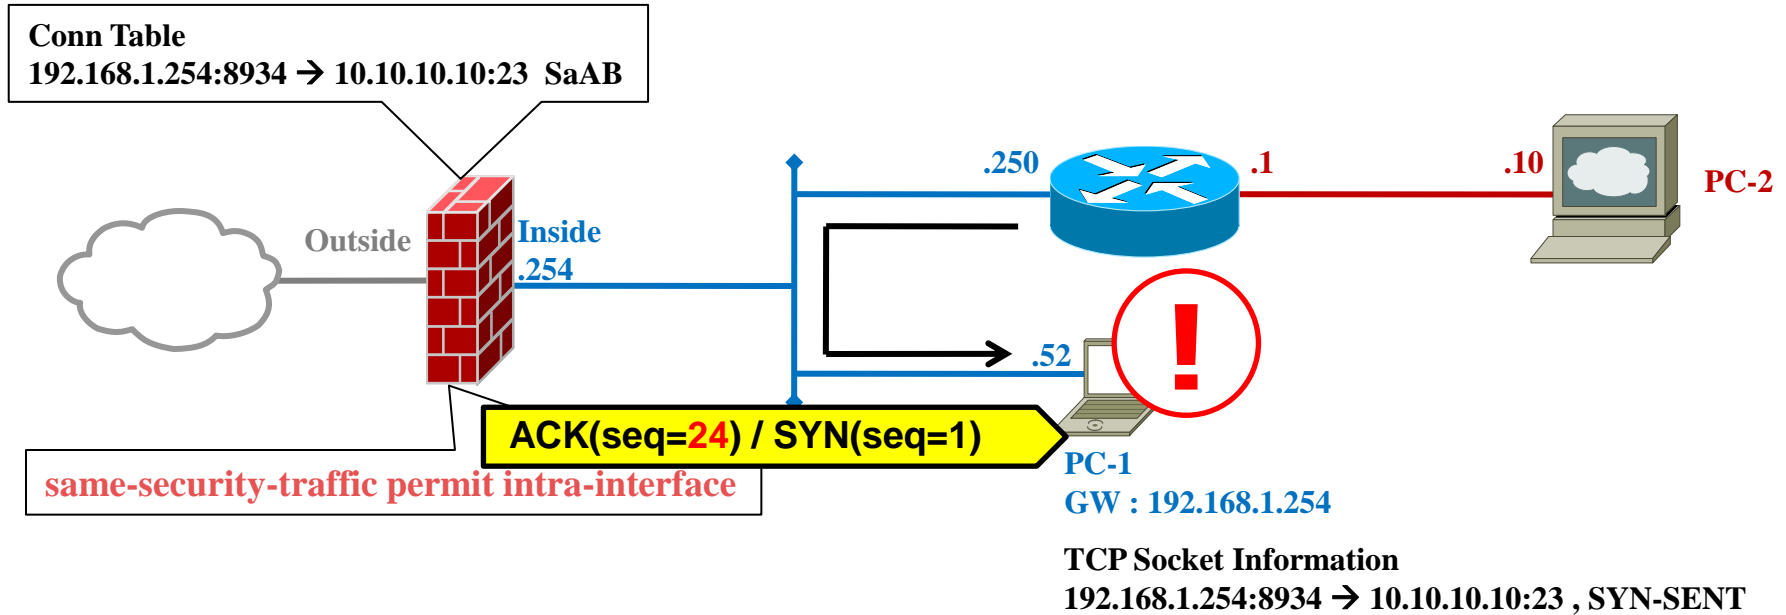 Conn Table
192.168.1.254:8934 → 10.10.10.10:23 SaAB
.250
.1
.10
PC-2
Outside
Inside
.254
.52
!
ACK(seq=24) / SYN(seq=1)
same-security-traffic permit intra-interface
PC-1
GW : 192.168.1.254
TCP Socket Information
192.168.1.254:8934 → 10.10.10.10:23 , SYN-SENT